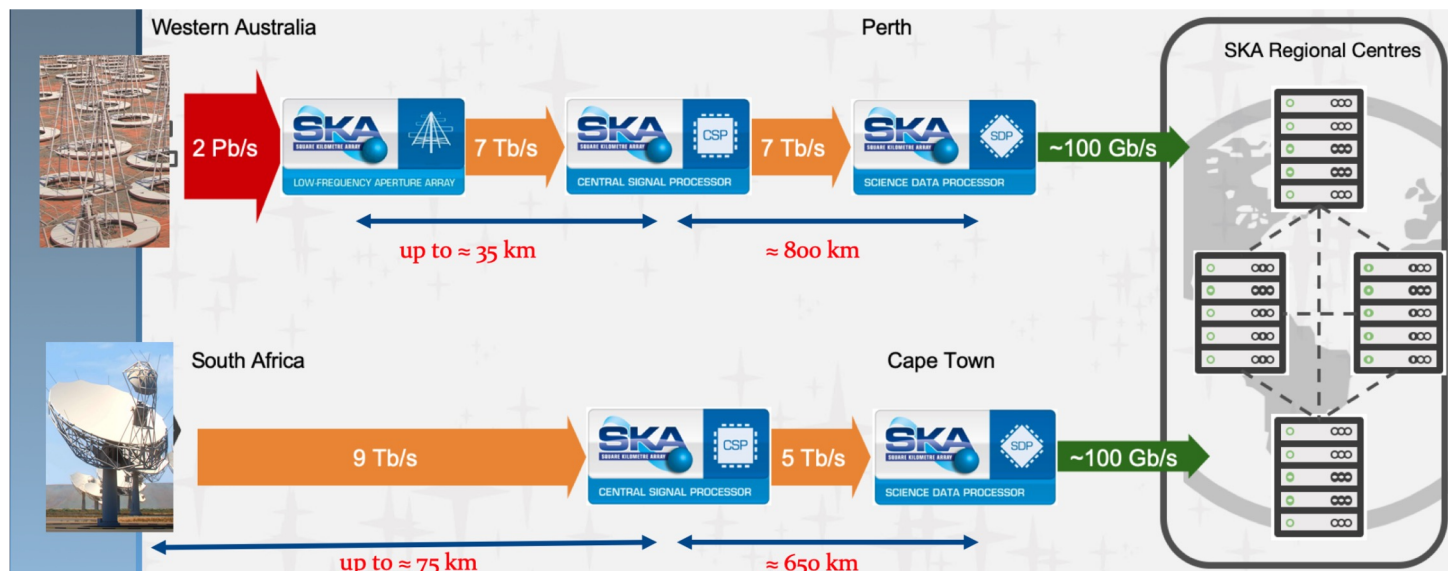 Western Australia
Perth
SKA Regional Centres
2 Pb/s
SKA
SQUARE KILOMETRE ARRAY
LOW-FREQUENCY APERTURE ARRAY
7 Tb/s
SKA
SQUARE KILOMETRE ARRAY
CSP
CENTRAL SIGNAL PROCESSOR
7 Tb/s
SKA
SQUARE KILOMETRE ARRAY
SDP
SCIENCE DATA PROCESSOR
~100 Gb/s
up to ≈ 35 km
≈ 800 km
South Africa
Cape Town
9 Tb/s
SKA
SQUARE KILOMETRE ARRAY
CSP
CENTRAL SIGNAL PROCESSOR
5 Tb/s
SKA
SQUARE KILOMETRE ARRAY
SDP
SCIENCE DATA PROCESSOR
~100 Gb/s
up to ≈ 75 km
≈ 650 km